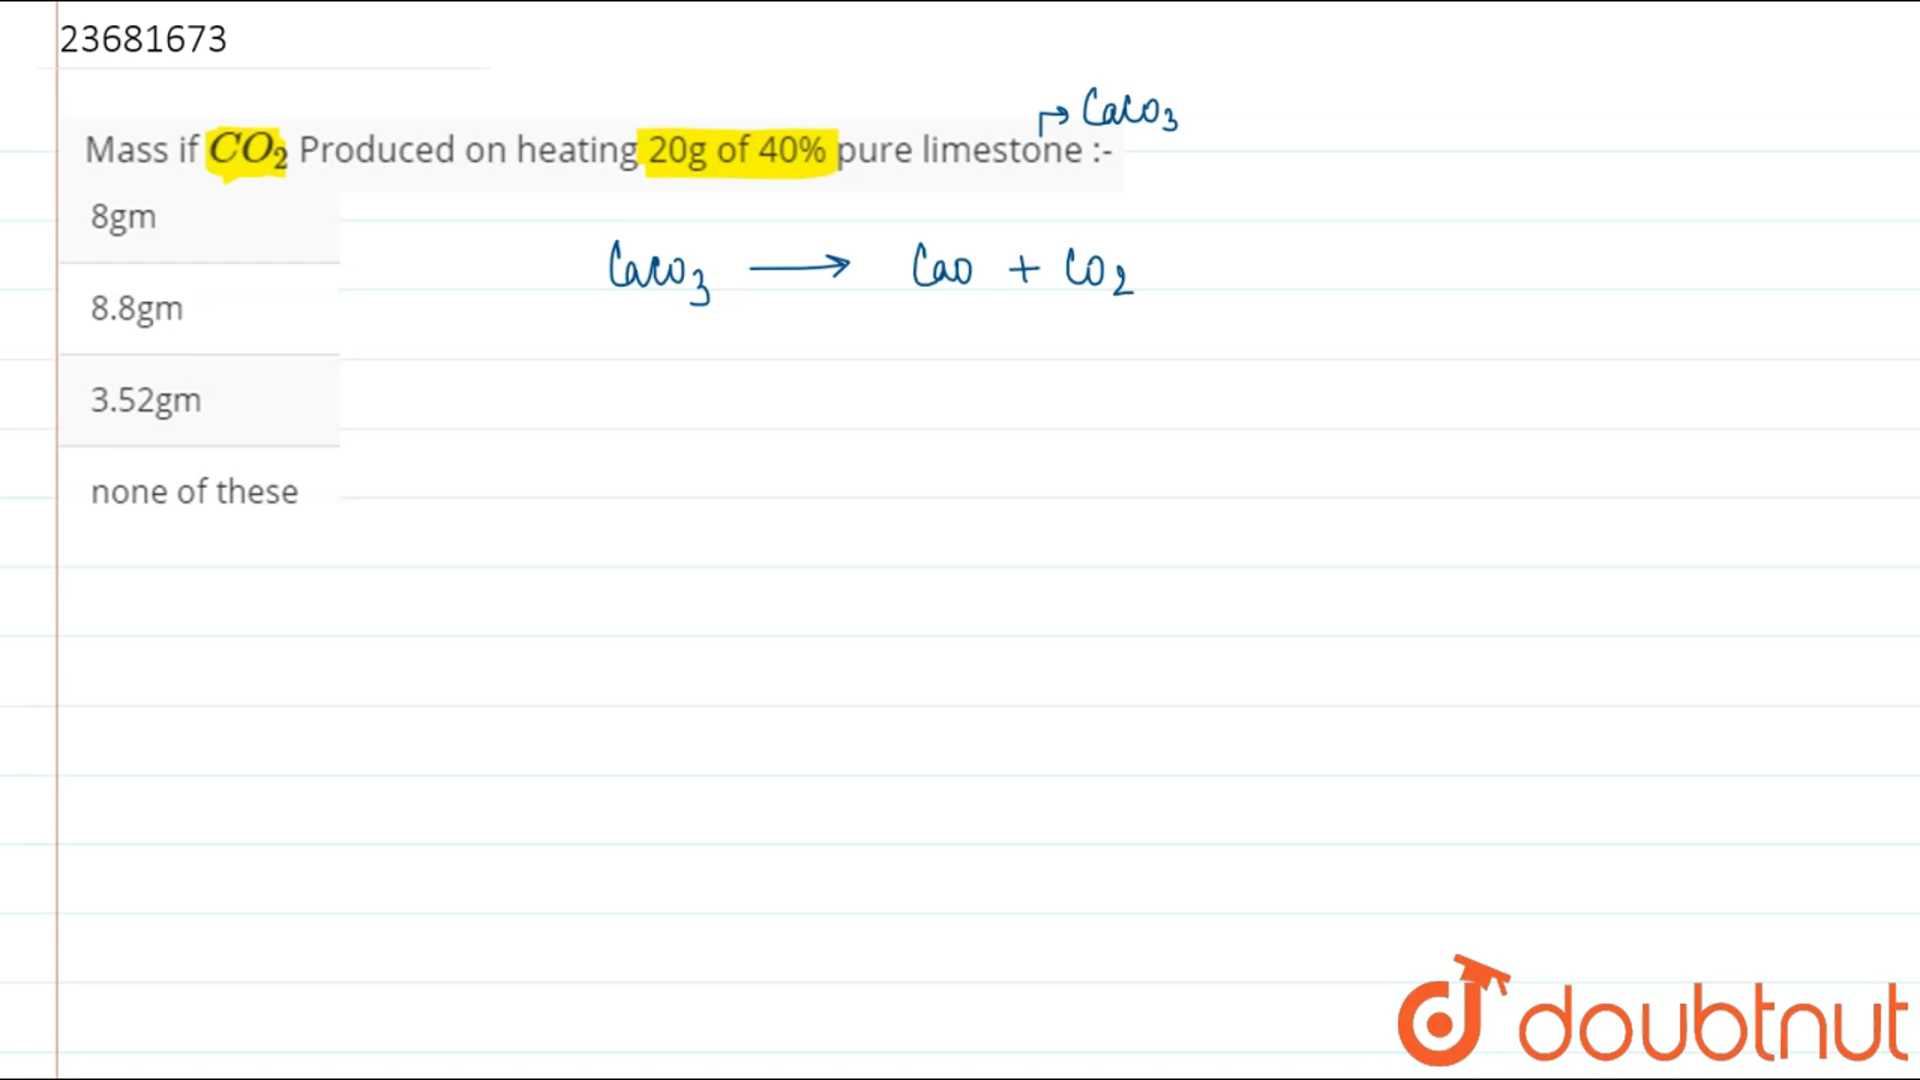 23681673
CaCO3
Mass if CO2 Produced on heating 20g of 40% pure limestone :-
8gm
CaCO3 → CaO + CO2
8.8gm
3.52gm
none of these
doubtnut